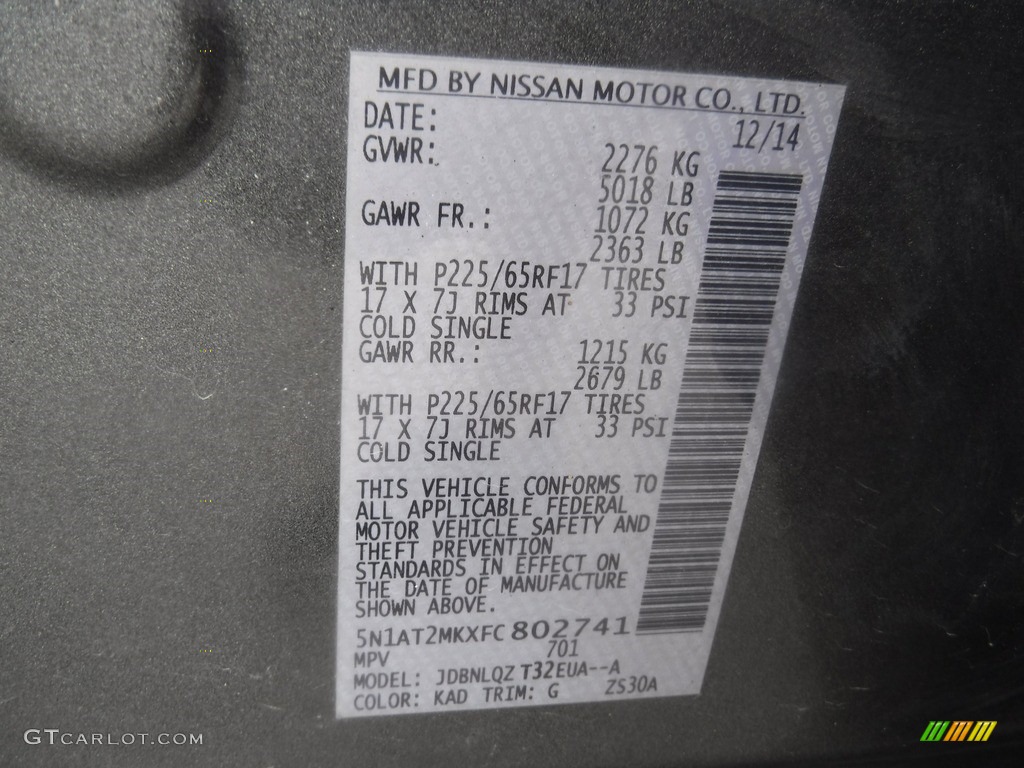 MFD BY NISSAN MOTOR CO., LTD.
DATE: 12/14
GVWR: 2276 KG
5018 LB
GAWR FR.: 1072 KG
2363 LB
WITH P225/65RF17 TIRES
17 X 7J RIMS AT 33 PSI
COLD SINGLE
GAWR RR.: 1215 KG
2679 LB
WITH P225/65RF17 TIRES
17 X 7J RIMS AT 33 PSI
COLD SINGLE
THIS VEHICLE CONFORMS TO
ALL APPLICABLE FEDERAL
MOTOR VEHICLE SAFETY AND
THEFT PREVENTION
STANDARDS IN EFFECT ON
THE DATE OF MANUFACTURE
SHOWN ABOVE.
5N1AT2MKXFC802741
MPV 701
MODEL: JDBNLQZ T32EUA--A
COLOR: KAD TRIM: G ZS30A
GTCARLOT.COM